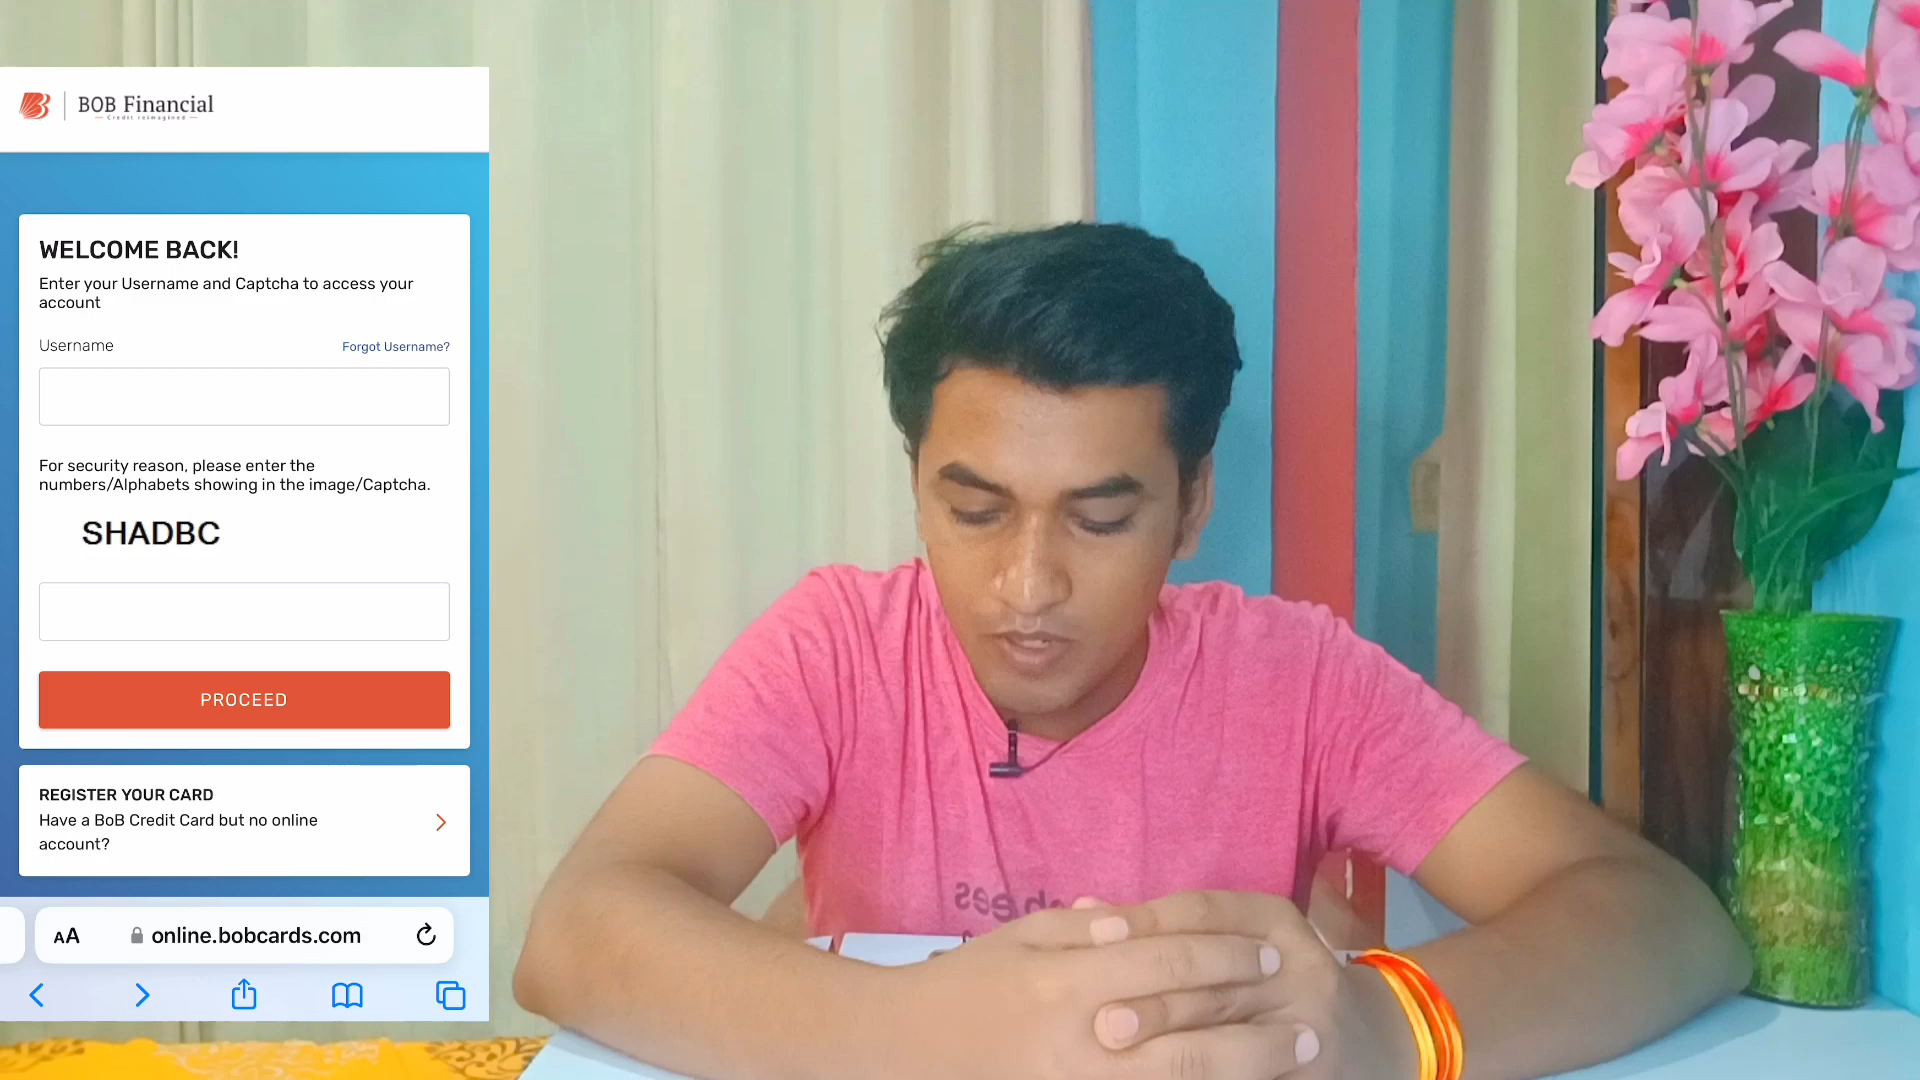 BOB Financial
Credit reimagined
WELCOME BACK!
Enter your Username and Captcha to access your
account
Username
Forgot Username?
For security reason, please enter the
numbers/Alphabets showing in the image/Captcha.
SHADBC
PROCEED
REGISTER YOUR CARD
Have a BoB Credit Card but no online
account?
AA
online.bobcards.com